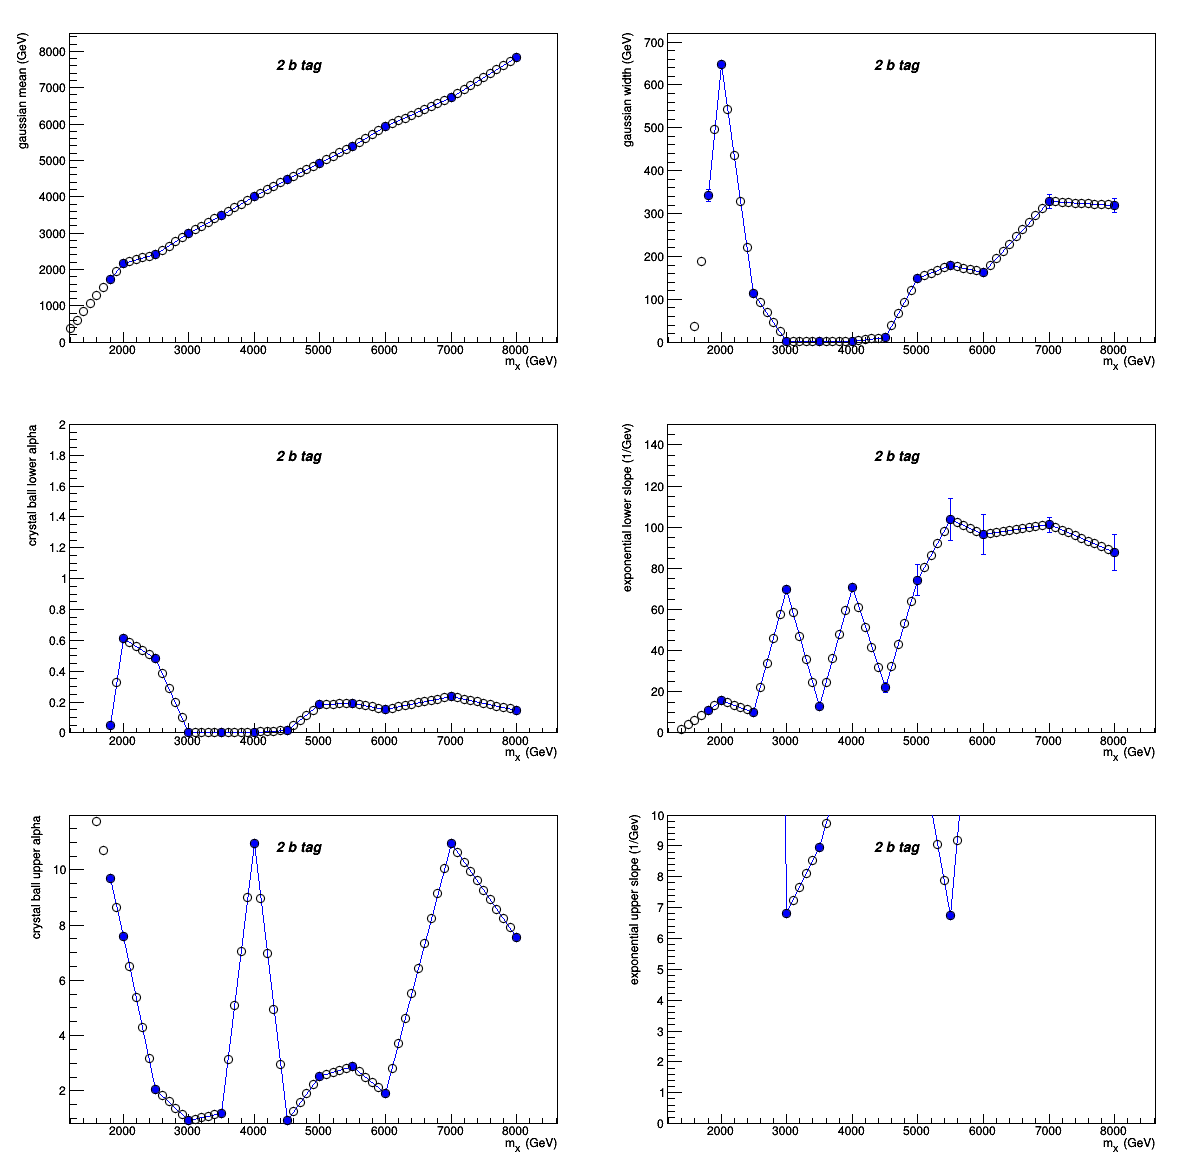 gaussian mean (GeV)
2 b tag
8000
7000
6000
5000
4000
3000
2000
1000
0
2000 3000 4000 5000 6000 7000 8000
m_x (GeV)
gaussian width (GeV)
2 b tag
700
600
500
400
300
200
100
0
2000 3000 4000 5000 6000 7000 8000
m_x (GeV)
crystal ball lower alpha
2 b tag
2
1.8
1.6
1.4
1.2
1
0.8
0.6
0.4
0.2
0
2000 3000 4000 5000 6000 7000 8000
m_x (GeV)
exponential lower slope (1/Gev)
2 b tag
140
120
100
80
60
40
20
0
2000 3000 4000 5000 6000 7000 8000
m_x (GeV)
crystal ball upper alpha
2 b tag
10
8
6
4
2
2000 3000 4000 5000 6000 7000 8000
m_x (GeV)
exponential upper slope (1/Gev)
2 b tag
10
9
8
7
6
5
4
3
2
1
0
2000 3000 4000 5000 6000 7000 8000
m_x (GeV)